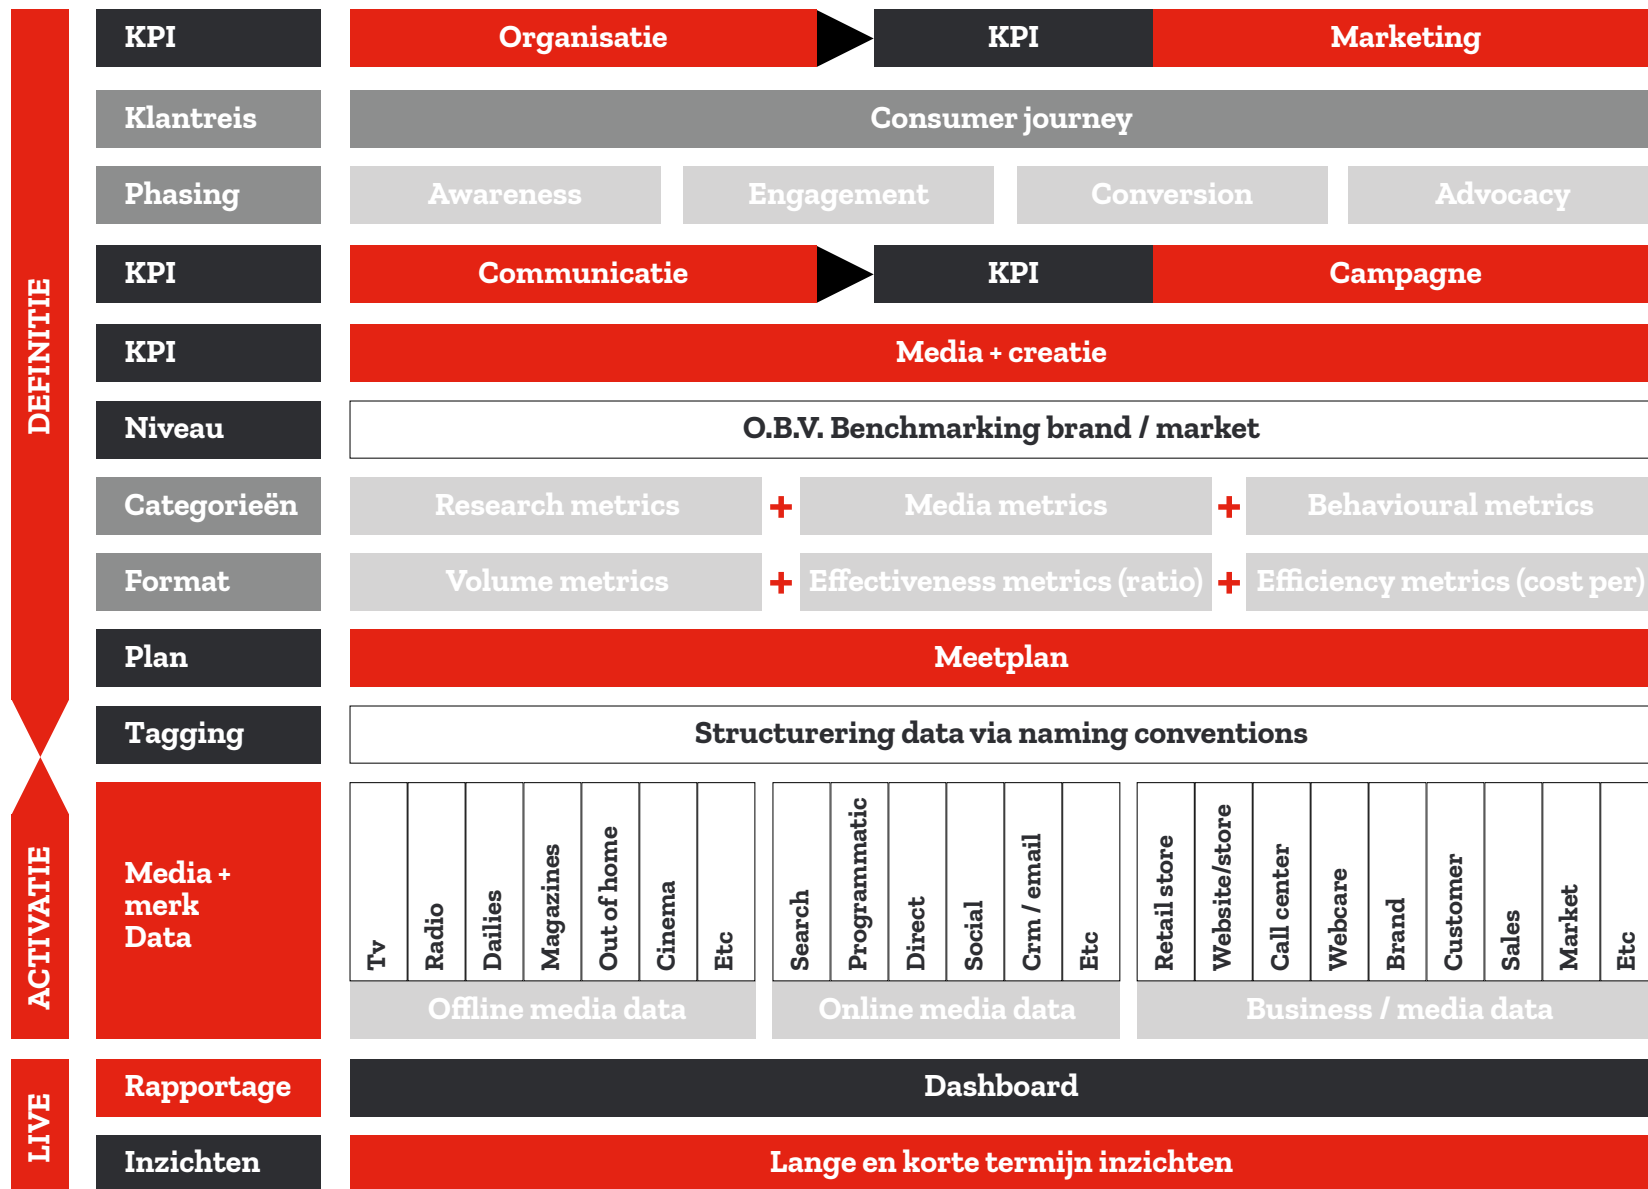 DEFINITIE
KPI
Organisatie
KPI
Marketing
Klantreis
Consumer journey
Phasing
Awareness
Engagement
Conversion
Advocacy
KPI
Communicatie
KPI
Campagne
KPI
Media + creatie
Niveau
O.B.V. Benchmarking brand / market
Categorieën
Research metrics
+
Media metrics
+
Behavioural metrics
Format
Volume metrics
+
Effectiveness metrics (ratio)
+
Efficiency metrics (cost per)
Plan
Meetplan
Tagging
Structurering data via naming conventions
ACTIVATIE
Media +
merk
Data
Tv
Radio
Dailies
Magazines
Out of home
Cinema
Etc
Offline media data
Search
Programmatic
Direct
Social
Crm / email
Etc
Online media data
Retail store
Website/store
Call center
Webcare
Brand
Customer
Sales
Market
Etc
Business / media data
LIVE
Rapportage
Dashboard
Inzichten
Lange en korte termijn inzichten